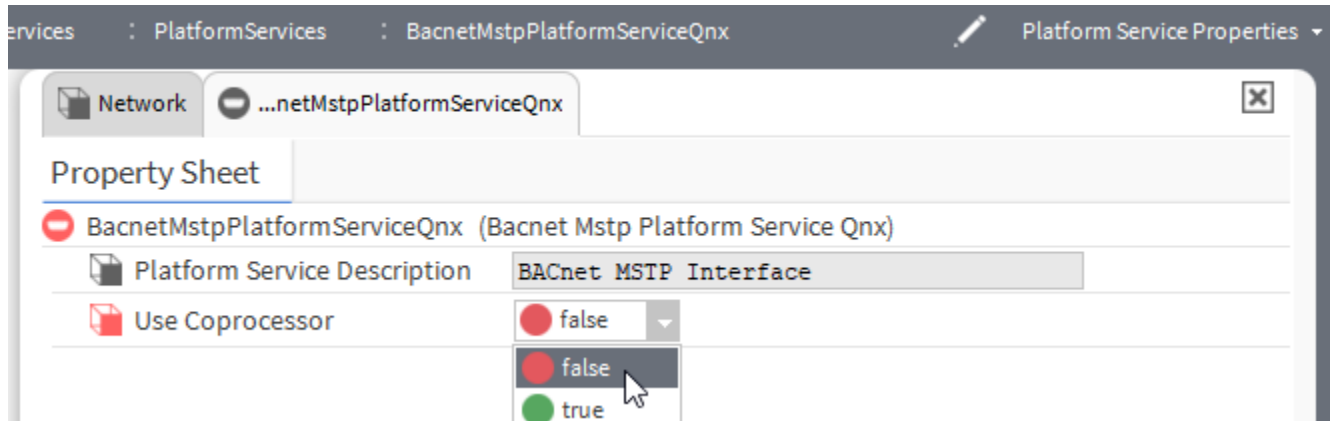 ervices : PlatformServices : BacnetMstpPlatformServiceQnx Platform Service Properties
Network ...netMstpPlatformServiceQnx
Property Sheet
BacnetMstpPlatformServiceQnx (Bacnet Mstp Platform Service Qnx)
Platform Service Description BACnet MSTP Interface
Use Coprocessor false
false
true